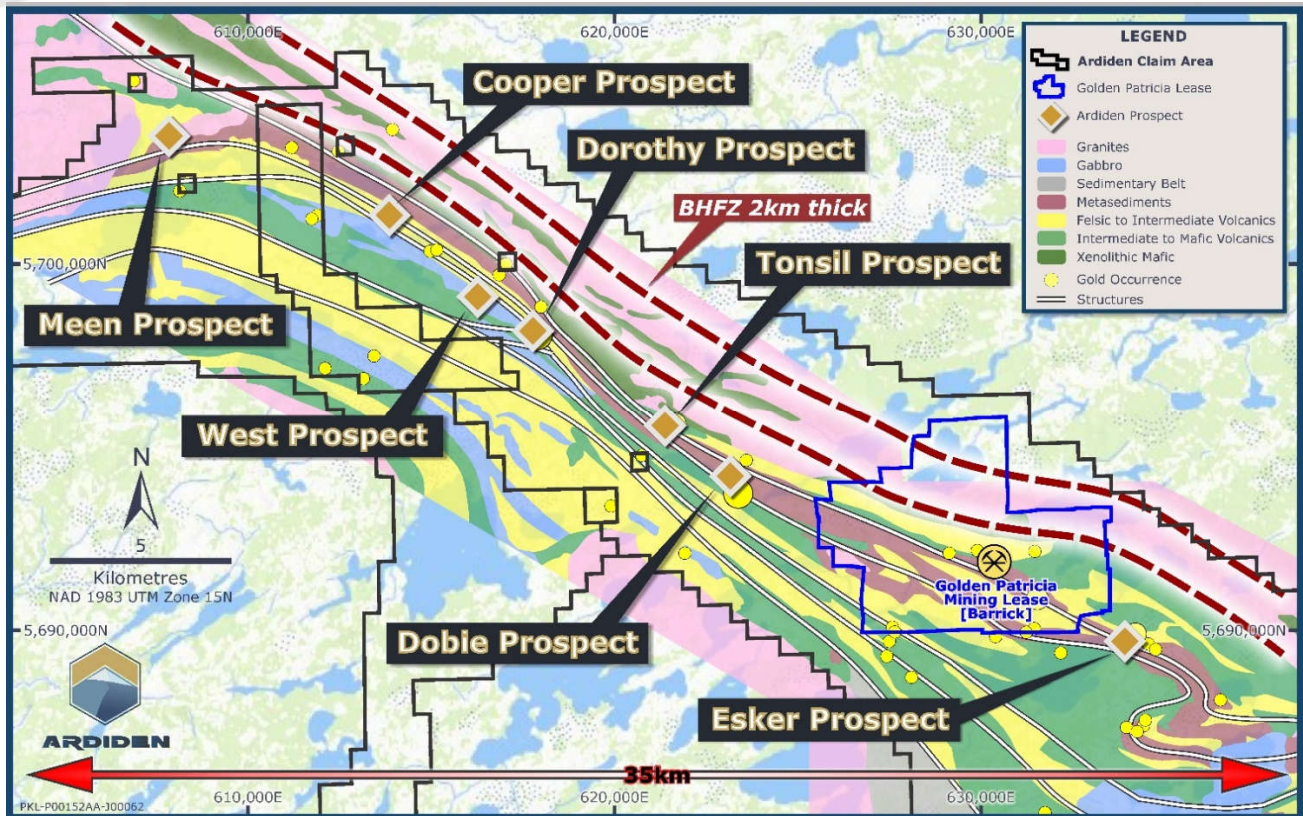 610,000E
620,000E
630,000E
LEGEND
Ardiden Claim Area
Golden Patricia Lease
Ardiden Prospect
Granites
Gabbro
Sedimentary Belt
Metasediments
Felsic to Intermediate Volcanics
Intermediate to Mafic Volcanics
Xenolithic Mafic
Gold Occurrence
Structures
Cooper Prospect
Dorothy Prospect
BHFZ 2km thick
Tonsil Prospect
5,700,000N
Meen Prospect
West Prospect
N
5
Kilometres
NAD 1983 UTM Zone 15N
Golden Patricia
Mining Lease
[Barrick]
Dobie Prospect
5,690,000N
5,690,000N
Esker Prospect
ARDIDEN
35km
PKL-P00152AA-J00062
610,000E
620,000E
630,000E